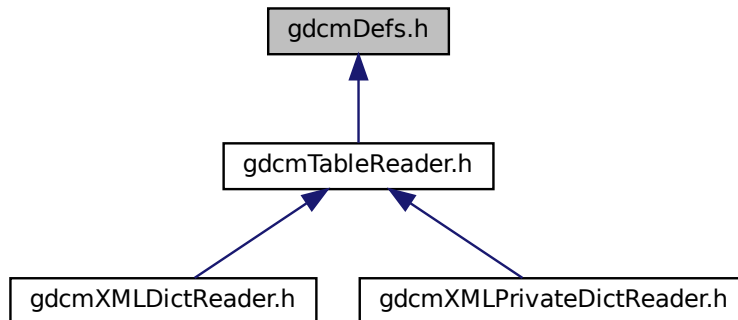 gdcmDefs.h
gdcmTableReader.h
gdcmXMLDictReader.h
gdcmXMLPrivateDictReader.h